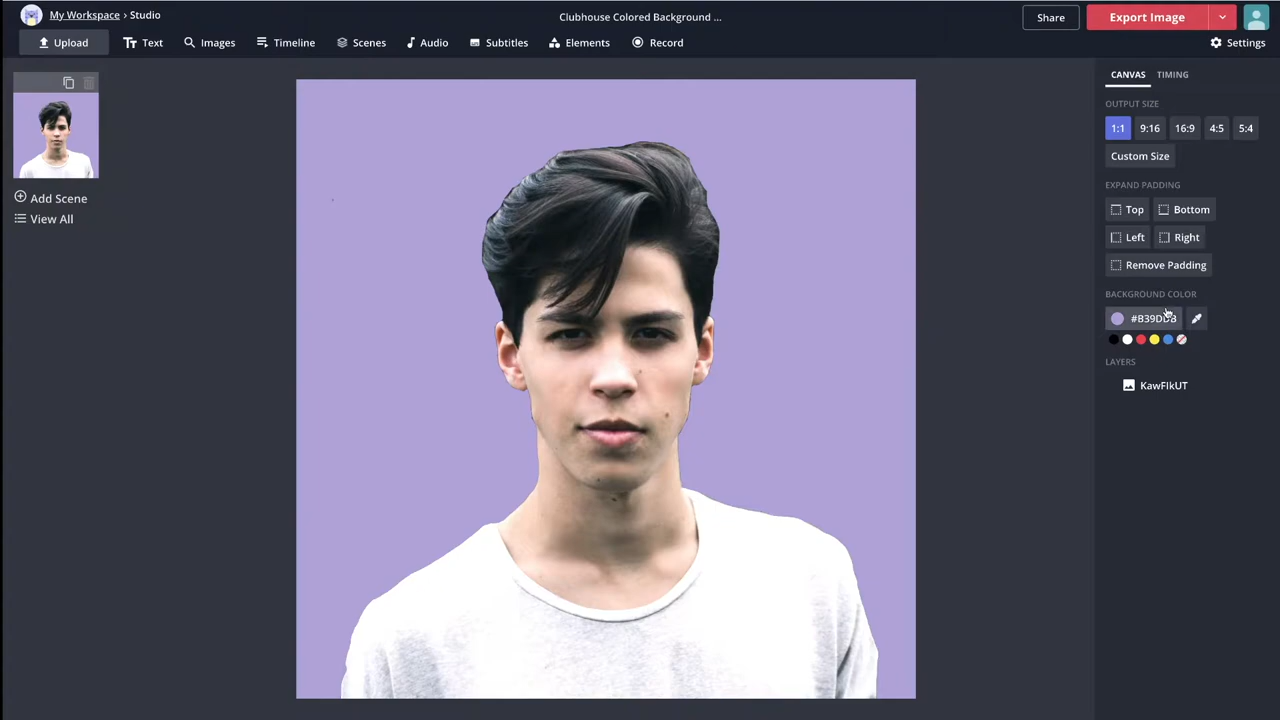 My Workspace › Studio
Clubhouse Colored Background ...
Share
Export Image
Upload
Text
Images
Timeline
Scenes
Audio
Subtitles
Elements
Record
Settings
CANVAS
TIMING
OUTPUT SIZE
1:1
9:16
16:9
4:5
5:4
Custom Size
EXPAND PADDING
Top
Bottom
Left
Right
Remove Padding
BACKGROUND COLOR
#B39DDB
LAYERS
KawFIkUT
Add Scene
View All